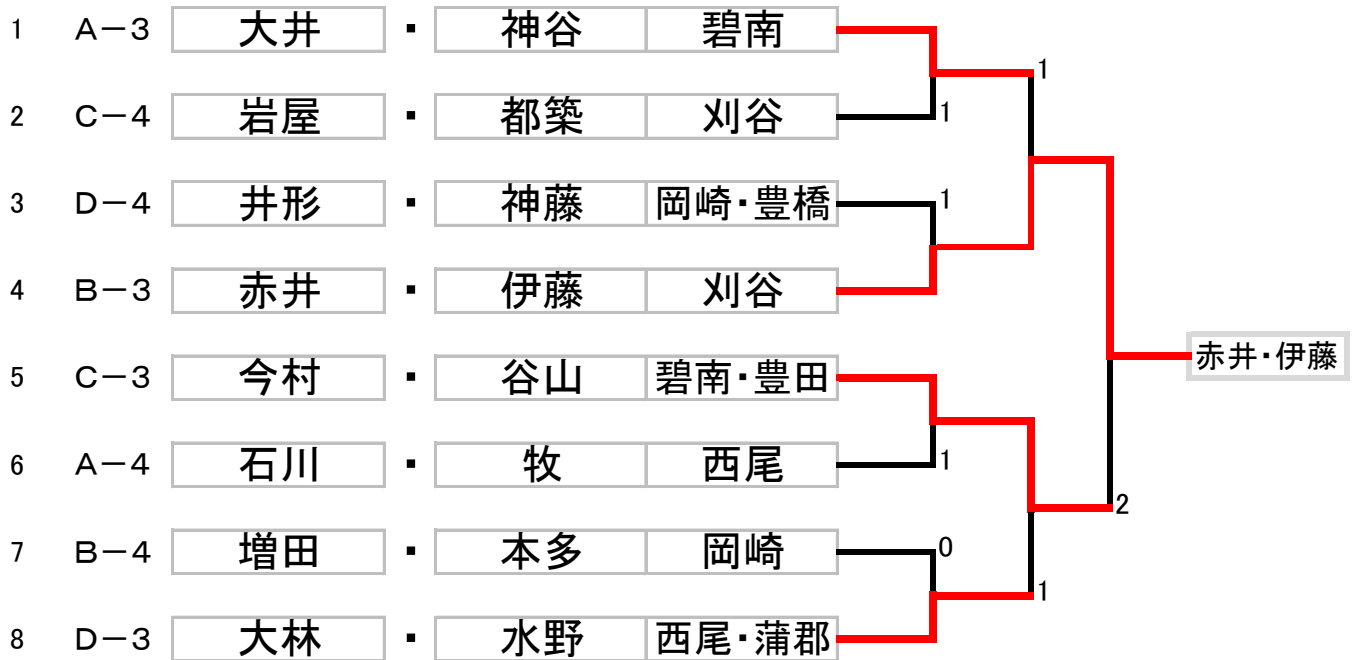 1 A－3 大井 ・ 神谷 碧南
1
2 C－4 岩屋 ・ 都築 刈谷
1
3 D－4 井形 ・ 神藤 岡崎・豊橋
1
4 B－3 赤井 ・ 伊藤 刈谷
赤井・伊藤
5 C－3 今村 ・ 谷山 碧南・豊田
6 A－4 石川 ・ 牧 西尾
1
2
7 B－4 増田 ・ 本多 岡崎
0
1
8 D－3 大林 ・ 水野 西尾・蒲郡